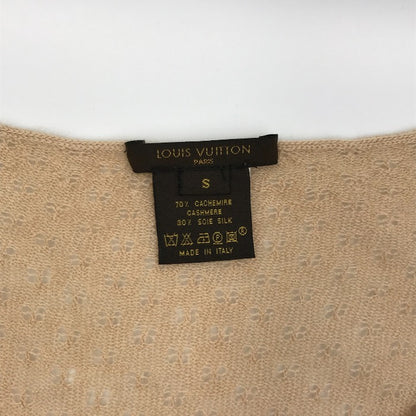 LOUIS VUITTON
PARIS
S
70% CACHEMIRE
CASHMERE
30% SOIE SILK
MADE IN ITALY